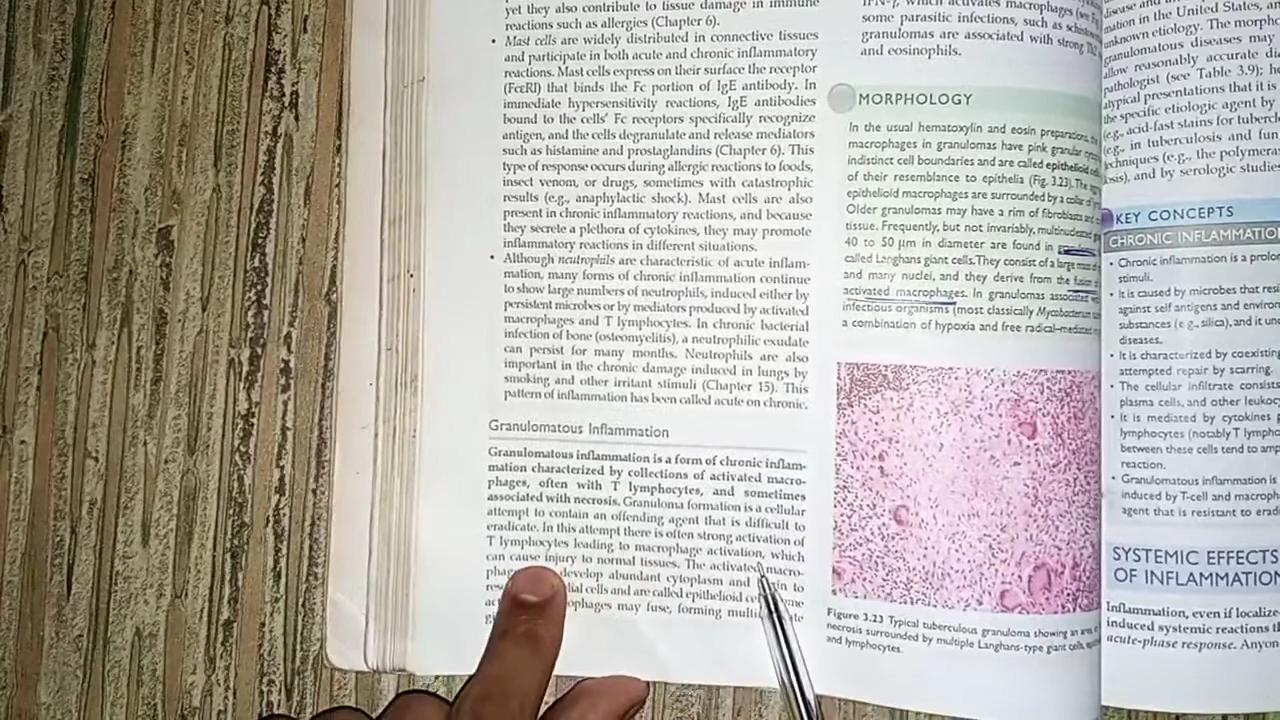 yet they also contribute to tissue damage in immune
reactions such as allergies (Chapter 6).
• Mast cells are widely distributed in connective tissues
and participate in both acute and chronic inflammatory
reactions. Mast cells express on their surface the receptor
(FcεRI) that binds the Fc portion of IgE antibody. In
immediate hypersensitivity reactions, IgE antibodies
bound to the cells' Fc receptors specifically recognize
antigen, and the cells degranulate and release mediators
such as histamine and prostaglandins (Chapter 6). This
type of response occurs during allergic reactions to foods,
insect venom, or drugs, sometimes with catastrophic
results (e.g., anaphylactic shock). Mast cells are also
present in chronic inflammatory reactions, and because
they secrete a plethora of cytokines, they may promote
inflammatory reactions in different situations.
• Although neutrophils are characteristic of acute inflam-
mation, many forms of chronic inflammation continue
to show large numbers of neutrophils, induced either by
persistent microbes or by mediators produced by activated
macrophages and T lymphocytes. In chronic bacterial
infection of bone (osteomyelitis), a neutrophilic exudate
can persist for many months. Neutrophils are also
important in the chronic damage induced in lungs by
smoking and other irritant stimuli (Chapter 15). This
pattern of inflammation has been called acute on chronic.
Granulomatous Inflammation
Granulomatous inflammation is a form of chronic inflam-
mation characterized by collections of activated macro-
phages, often with T lymphocytes, and sometimes
associated with necrosis. Granuloma formation is a cellular
attempt to contain an offending agent that is difficult to
eradicate. In this attempt there is often strong activation of
T lymphocytes leading to macrophage activation, which
can cause injury to normal tissues. The activated macro-
develop abundant cytoplasm and to
cells and are called epithelioid
may fuse, forming
IFN-γ, which activates macrophages (see
some parasitic infections, such as
granulomas are associated with strong
and eosinophils.
MORPHOLOGY
In the usual hematoxylin and eosin preparations,
macrophages in granulomas have pink granular
indistinct cell boundaries and are called epithelioid
of their resemblance to epithelia (Fig. 3.23). The
epithelioid macrophages are surrounded by a collar of
Older granulomas may have a rim of fibroblasts and
tissue. Frequently, but not invariably, multinucleated
40 to 50 μm in diameter are found in
called Langhans giant cells. They consist of a large mass of
and many nuclei, and they derive from the fusion of
activated macrophages. In granulomas associated
infectious organisms (most classically Mycobacterium
a combination of hypoxia and free radical–mediated
Figure 3.23 Typical tuberculous granuloma showing an area
necrosis surrounded by multiple Langhans-type giant cells,
and lymphocytes.
disease and
mation in the United States,
unknown etiology. The
granulomatous diseases may
allow reasonably accurate
pathologist (see Table 3.9);
atypical presentations that it is
the specific etiologic agent by
(e.g., acid-fast stains for
(e.g., in tuberculosis and
techniques (e.g., the
and by serologic
KEY CONCEPTS
CHRONIC
• Chronic inflammation is a
stimuli.
• It is caused by microbes that
against self antigens and
substances (e.g., silica), and it
diseases.
• It is characterized by
attempted repair by scarring.
• The cellular infiltrate
plasma cells, and other
• It is mediated by cytokines
lymphocytes (notably T
between these cells tend to
reaction.
• Granulomatous inflammation is
induced by T-cell and
agent that is resistant to
SYSTEMIC EFFECTS
OF INFLAMMATION
Inflammation, even if
induced systemic reactions
acute-phase response.